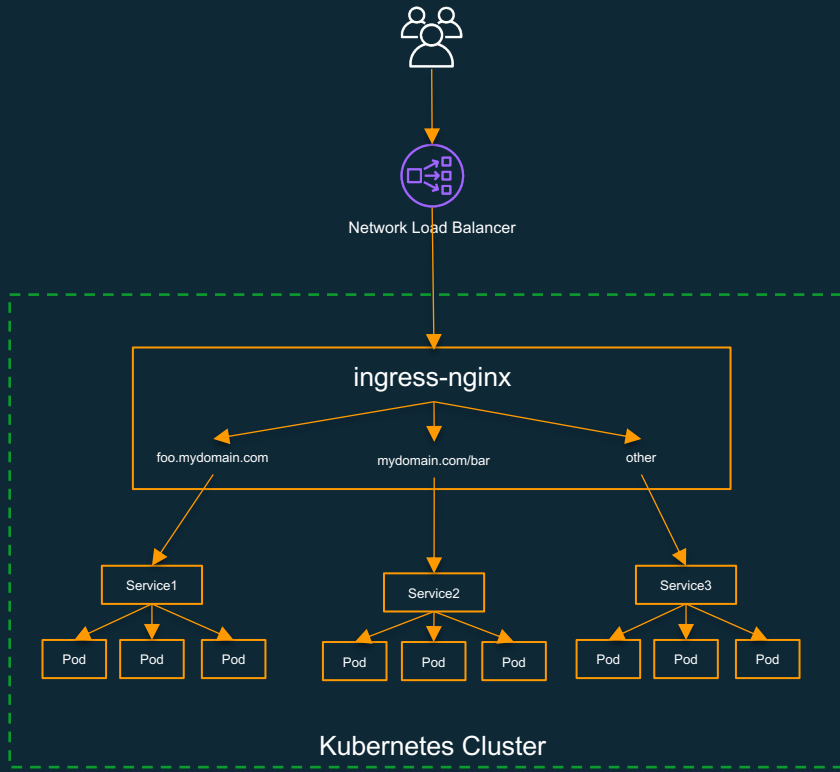 Network Load Balancer
ingress-nginx
foo.mydomain.com
mydomain.com/bar
other
Service1
Service2
Service3
Pod
Pod
Pod
Pod
Pod
Pod
Pod
Pod
Pod
Kubernetes Cluster